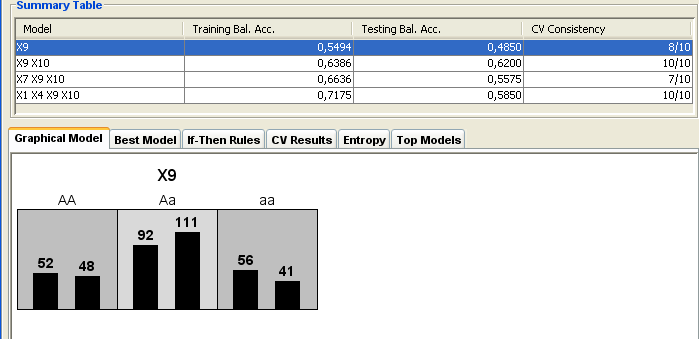 Summary Table
Model Training Bal. Acc. Testing Bal. Acc. CV Consistency
X9 0,5494 0,4850 8/10
X9 X10 0,6386 0,6200 10/10
X7 X9 X10 0,6636 0,5575 7/10
X1 X4 X9 X10 0,7175 0,5850 10/10
Graphical Model Best Model If-Then Rules CV Results Entropy Top Models
X9
AA Aa aa
52 48 92 111 56 41